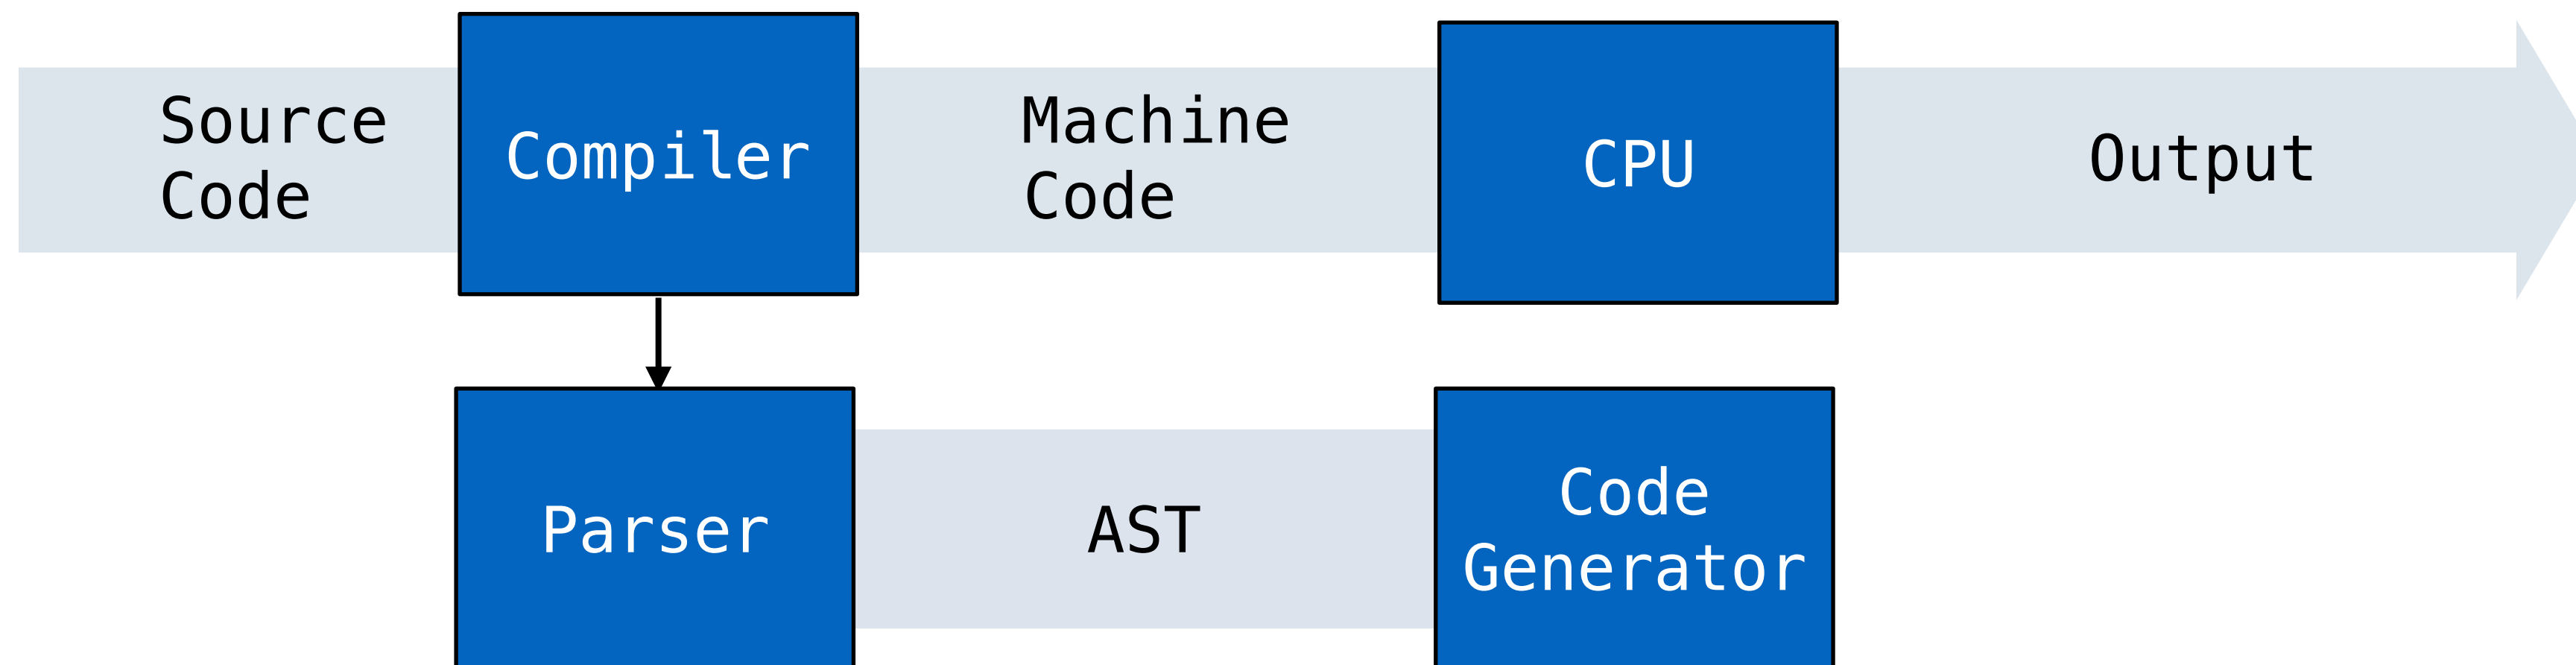 Source
Code
Compiler
Machine
Code
CPU
Output
Parser
AST
Code
Generator